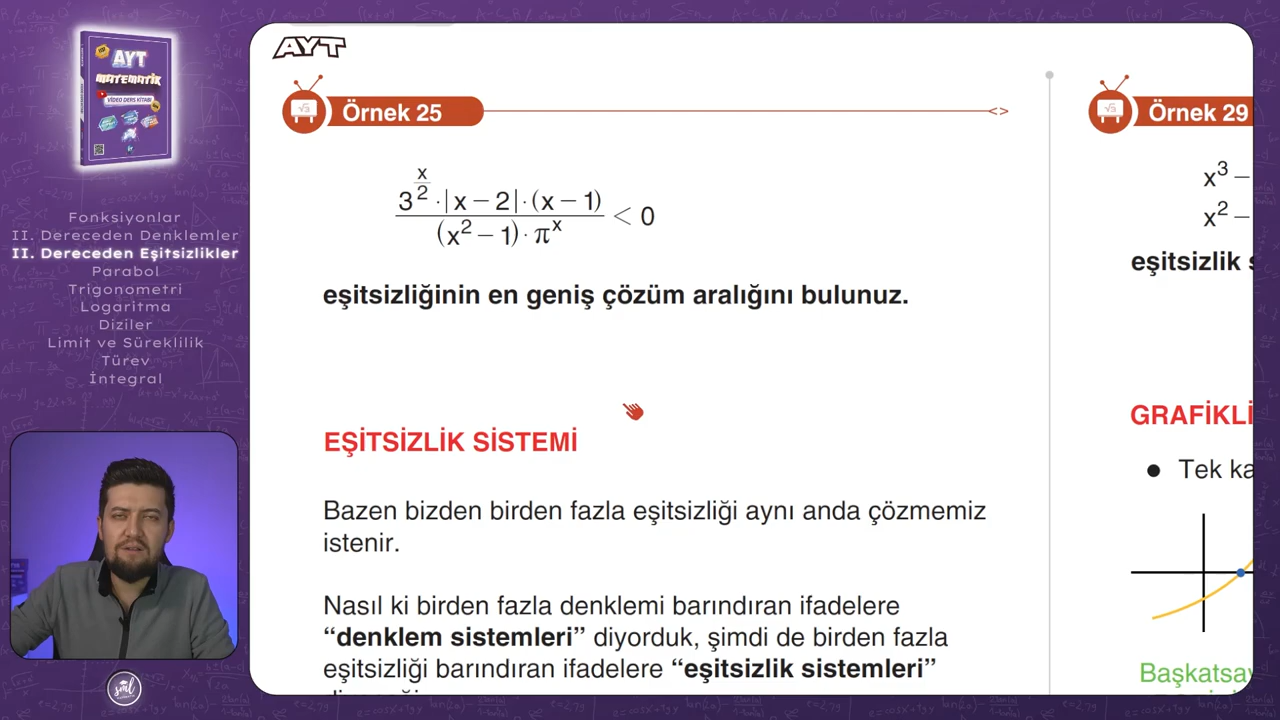 AYT
MATEMATİK
VİDEO DERS KİTABI
Fonksiyonlar
II. Dereceden Denklemler
II. Dereceden Eşitsizlikler
Parabol
Trigonometri
Logaritma
Diziler
Limit ve Süreklilik
Türev
İntegral
şml
AYT
Örnek 25
3^(x/2) · |x − 2| · (x − 1)
(x² − 1) · π^x
< 0
eşitsizliğinin en geniş çözüm aralığını bulunuz.
EŞİTSİZLİK SİSTEMİ
Bazen bizden birden fazla eşitsizliği aynı anda çözmemiz
istenir.
Nasıl ki birden fazla denklemi barındıran ifadelere
“denklem sistemleri” diyorduk, şimdi de birden fazla
eşitsizliği barındıran ifadelere “eşitsizlik sistemleri”
Örnek 29
x³ −
x² −
eşitsizlik s
GRAFİKLİ
● Tek ka
Başkatsay